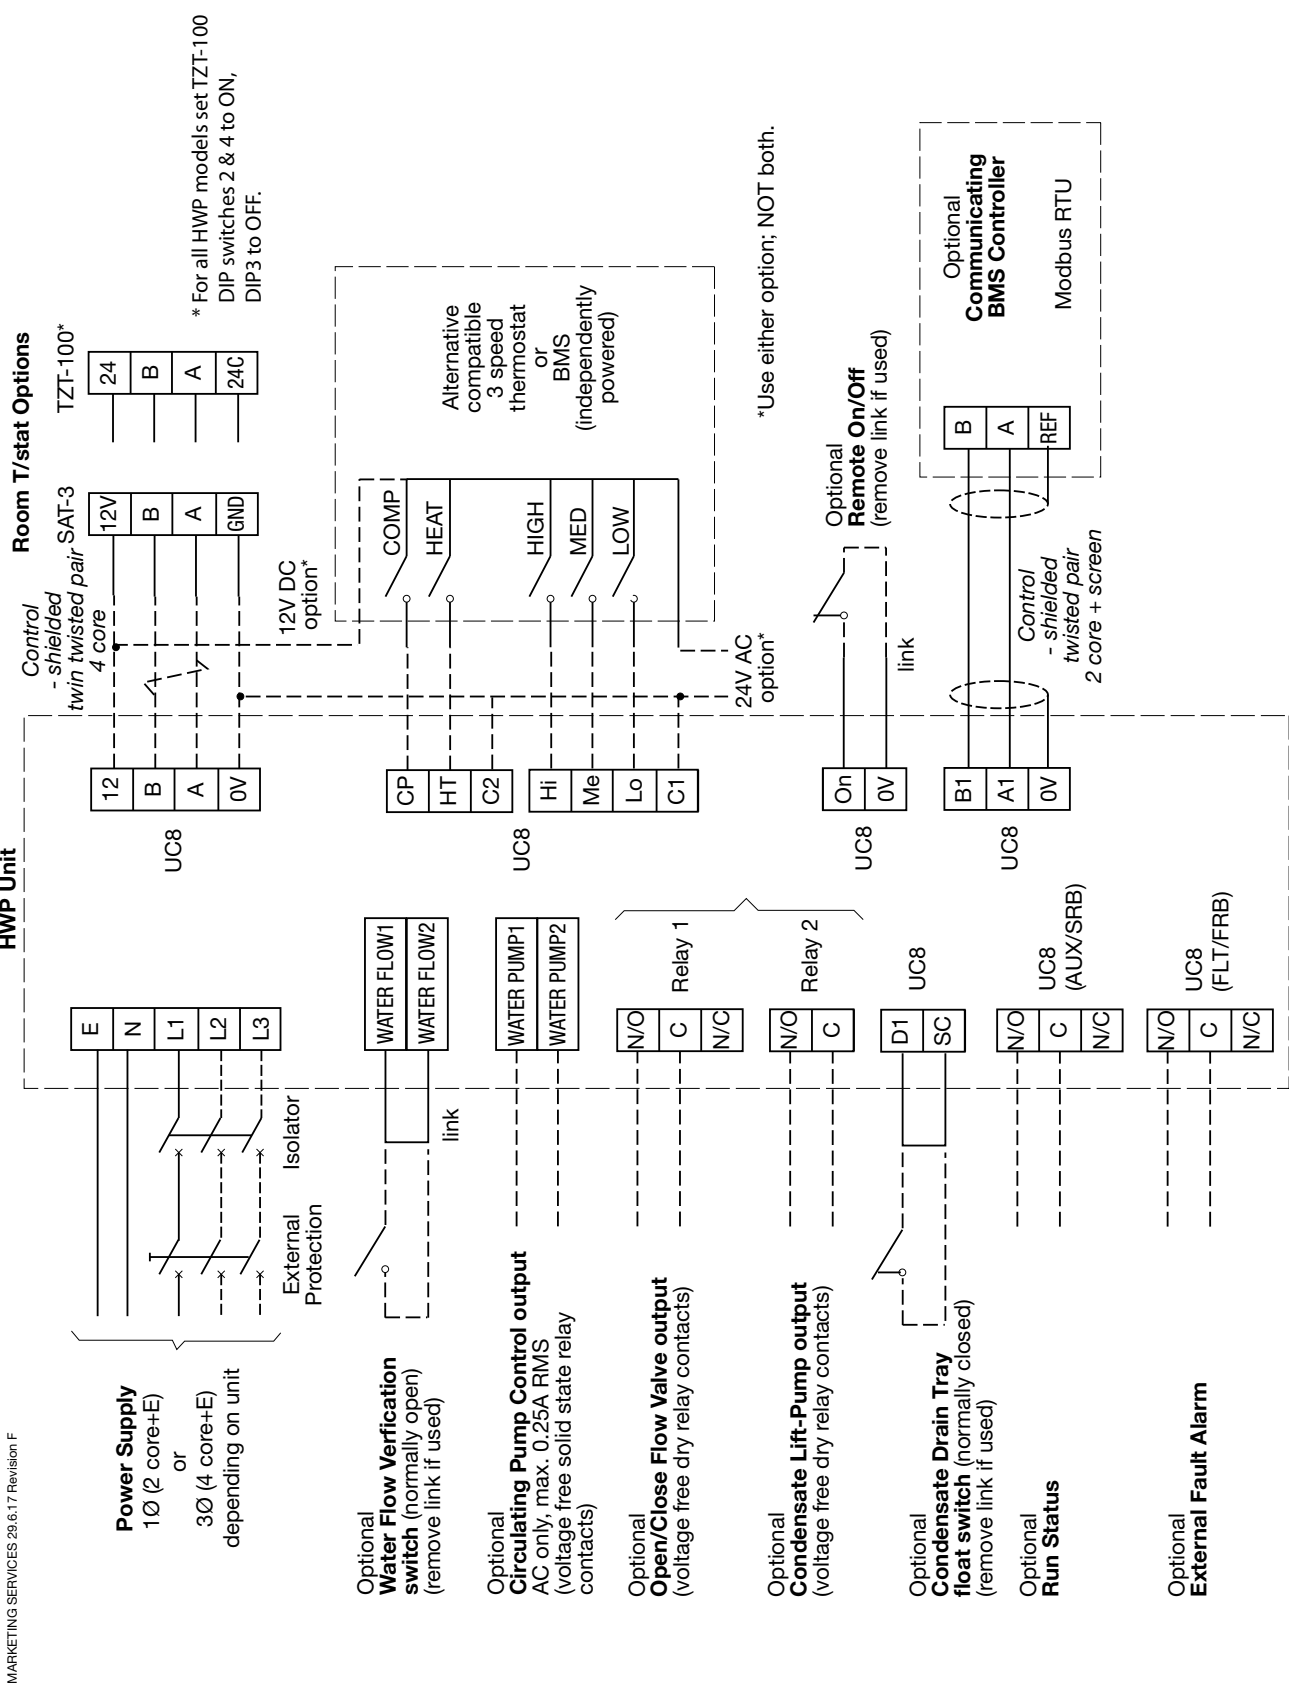 MARKETING SERVICES 29.6.17 Revision F
HWP Unit
Power Supply
1Ø (2 core+E)
or
3Ø (4 core+E)
depending on unit
External
Protection
Isolator
E
N
L1
L2
L3
Optional
Water Flow Verfication
switch (normally open)
(remove link if used)
link
WATER FLOW1
WATER FLOW2
Optional
Circulating Pump Control output
AC only, max. 0.25A RMS
(voltage free solid state relay
contacts)
WATER PUMP1
WATER PUMP2
Optional
Open/Close Flow Valve output
(voltage free dry relay contacts)
N/O
C
N/C
Relay 1
Optional
Condensate Lift-Pump output
(voltage free dry relay contacts)
N/O
C
Relay 2
Optional
Condensate Drain Tray
float switch (normally closed)
(remove link if used)
D1
SC
UC8
Optional
Run Status
N/O
C
N/C
UC8
(AUX/SRB)
Optional
External Fault Alarm
N/O
C
N/C
UC8
(FLT/FRB)
Room T/stat Options
UC8
12
B
A
0V
Control
- shielded
twin twisted pair
4 core
SAT-3
12V
B
A
GND
TZT-100*
24
B
A
24C
* For all HWP models set TZT-100
DIP switches 2 & 4 to ON,
DIP3 to OFF.
12V DC
option*
UC8
CP
HT
C2
Hi
Me
Lo
C1
COMP
HEAT
HIGH
MED
LOW
Alternative
compatible
3 speed
thermostat
or
BMS
(independently
powered)
24V AC
option*
*Use either option; NOT both.
UC8
On
0V
link
Optional
Remote On/Off
(remove link if used)
UC8
B1
A1
0V
Control
- shielded
twisted pair
2 core + screen
B
A
REF
Optional
Communicating
BMS Controller
Modbus RTU